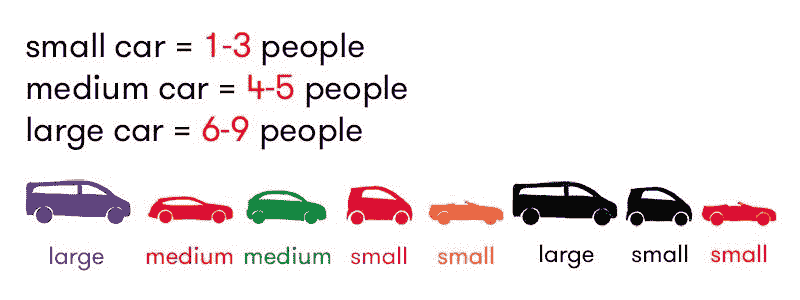 small car = 1-3 people
medium car = 4-5 people
large car = 6-9 people
large medium medium small small large small small